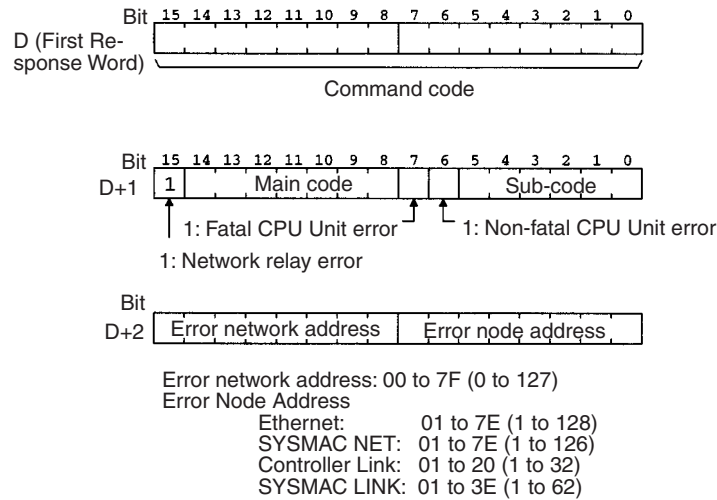 Bit 15 14 13 12 11 10 9 8 7 6 5 4 3 2 1 0
D (First Re-
sponse Word)
Command code
Bit 15 14 13 12 11 10 9 8 7 6 5 4 3 2 1 0
D+1 1 Main code Sub-code
1: Fatal CPU Unit error 1: Non-fatal CPU Unit error
1: Network relay error
Bit
D+2 Error network address Error node address
Error network address: 00 to 7F (0 to 127)
Error Node Address
Ethernet: 01 to 7E (1 to 128)
SYSMAC NET: 01 to 7E (1 to 126)
Controller Link: 01 to 20 (1 to 32)
SYSMAC LINK: 01 to 3E (1 to 62)